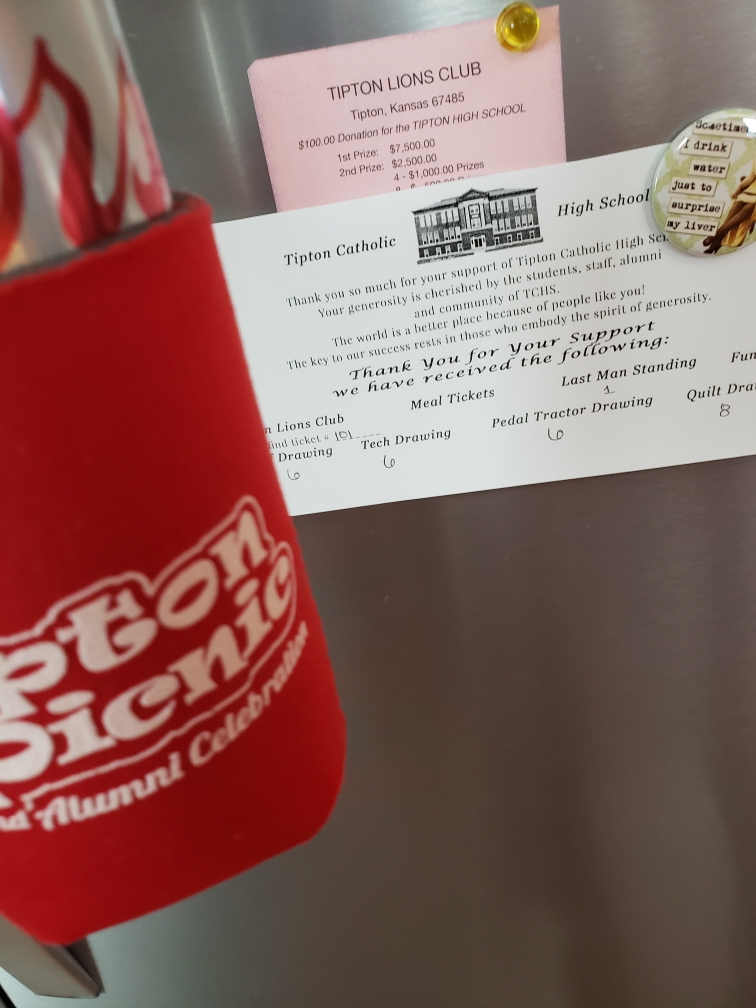 TIPTON LIONS CLUB
Tipton, Kansas 67485
$100.00 Donation for the TIPTON HIGH SCHOOL
1st Prize: $7,500.00
2nd Prize: $2,500.00
4 - $1,000.00 Prizes
Sometime
I drink
water
just to
surprise
my liver
Tipton Catholic High School
Thank you so much for your support of Tipton Catholic High
Your generosity is cherished by the students, staff, alumni
and community of TCHS.
The world is a better place because of people like you!
The key to our success rests in those who embody the spirit of generosity.
Thank You for Your Support
we have received the following:
n Lions Club Meal Tickets Last Man Standing Fun
ticket # 101 1
Drawing Tech Drawing Pedal Tractor Drawing Quilt Dra
6 6 6 8
pton
Picnic
nd Alumni Celebration